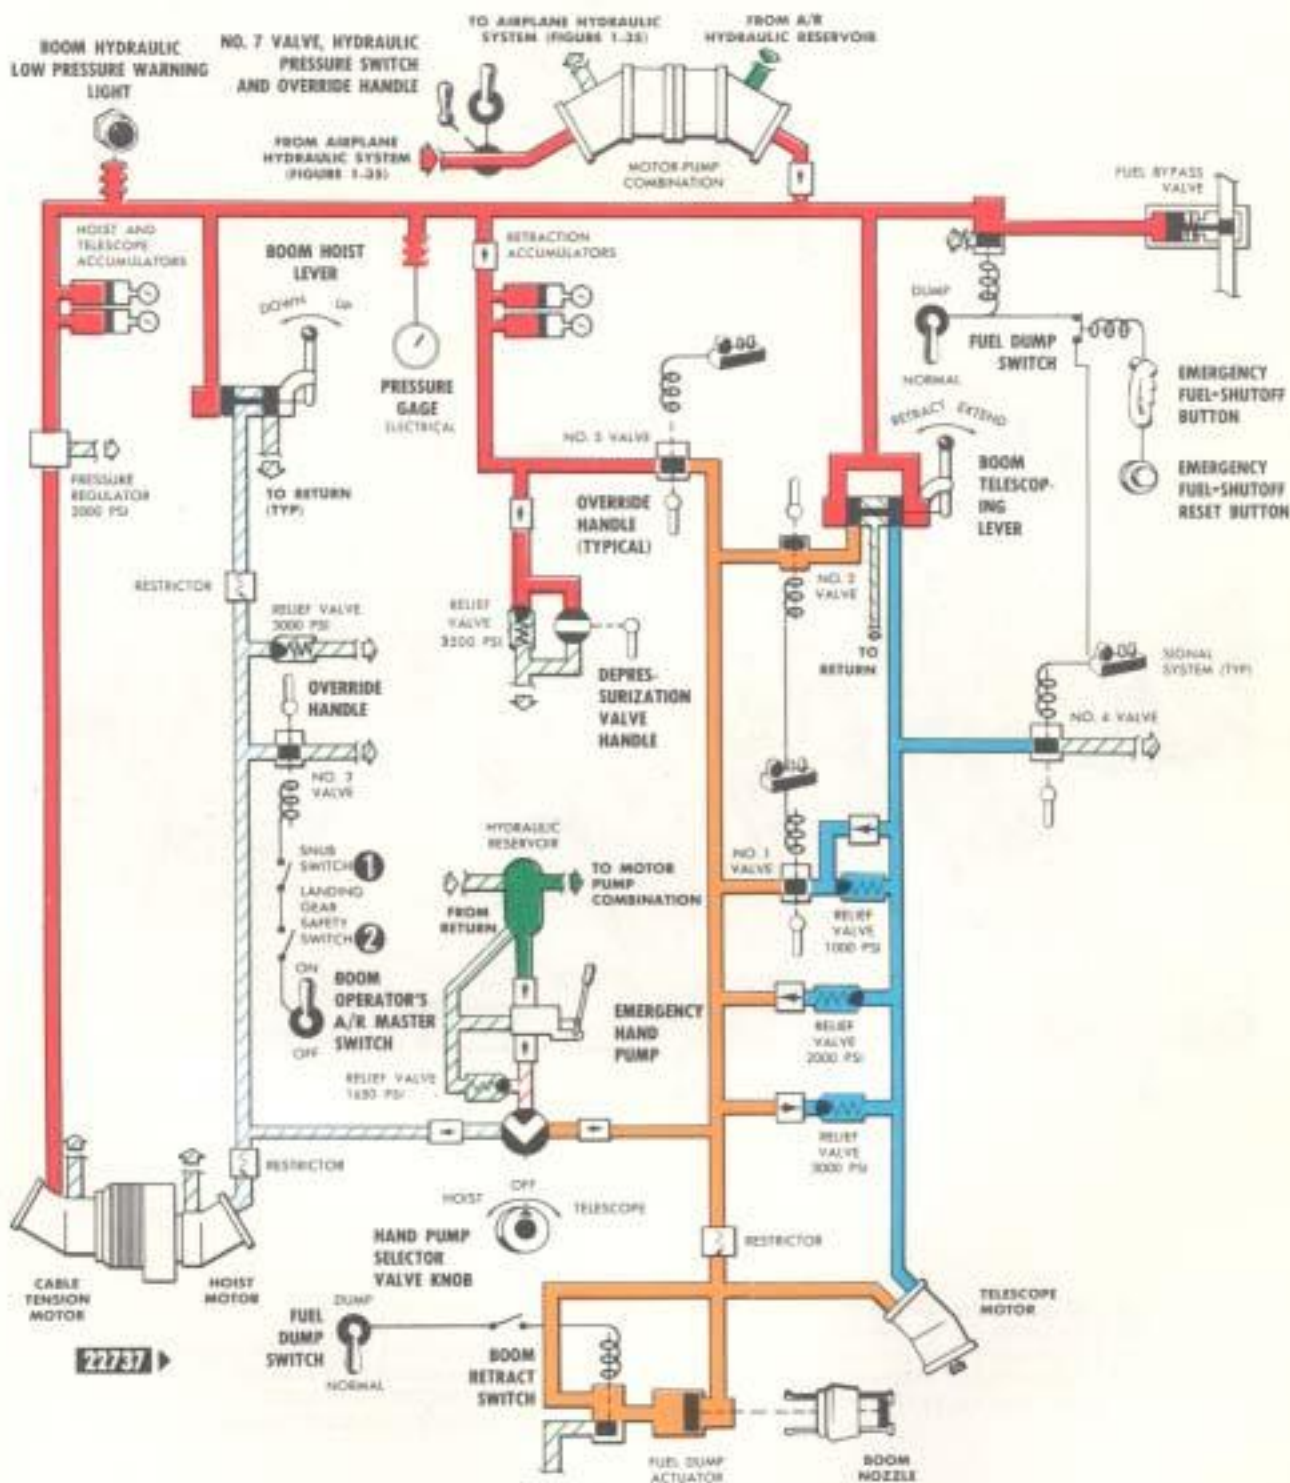 TO AIRPLANE HYDRAULIC
SYSTEM (FIGURE 1-35)
FROM A/R
HYDRAULIC RESERVOIR
BOOM HYDRAULIC
LOW PRESSURE WARNING
LIGHT
NO. 7 VALVE, HYDRAULIC
PRESSURE SWITCH
AND OVERRIDE HANDLE
FROM AIRPLANE
HYDRAULIC SYSTEM
(FIGURE 1-35)
MOTOR-PUMP
COMBINATION
FUEL BYPASS
VALVE
HOIST AND
TELESCOPE
ACCUMULATORS
BOOM HOIST
LEVER
DOWN
UP
RETRACTION
ACCUMULATORS
DUMP
FUEL DUMP
SWITCH
NORMAL
EMERGENCY
FUEL-SHUTOFF
BUTTON
PRESSURE
GAGE
ELECTRICAL
NO. 5 VALVE
RETRACT
EXTEND
BOOM
TELESCOP-
ING
LEVER
EMERGENCY
FUEL-SHUTOFF
RESET BUTTON
PRESSURE
REGULATOR
2000 PSI
TO RETURN
(TYP)
OVERRIDE
HANDLE
(TYPICAL)
RESTRICTOR
NO. 2
VALVE
RELIEF VALVE
3000 PSI
RELIEF
VALVE
3500 PSI
TO
RETURN
SIGNAL
SYSTEM (TYP)
OVERRIDE
HANDLE
DEPRES-
SURIZATION
VALVE
HANDLE
NO. 4 VALVE
NO. 3
VALVE
HYDRAULIC
RESERVOIR
SNUB
SWITCH 1
LANDING
GEAR
SAFETY
SWITCH 2
TO MOTOR
PUMP
COMBINATION
FROM
RETURN
NO. 1
VALVE
RELIEF
VALVE
1000 PSI
ON
BOOM
OPERATOR'S
A/R MASTER
SWITCH
OFF
EMERGENCY
HAND
PUMP
RELIEF
VALVE
2000 PSI
RELIEF VALVE
1650 PSI
RELIEF
VALVE
3000 PSI
RESTRICTOR
HOIST
OFF
TELESCOPE
HAND PUMP
SELECTOR
VALVE KNOB
RESTRICTOR
CABLE
TENSION
MOTOR
HOIST
MOTOR
TELESCOPE
MOTOR
DUMP
FUEL
DUMP
SWITCH
NORMAL
BOOM
RETRACT
SWITCH
22737
FUEL DUMP
ACTUATOR
BOOM
NOZZLE